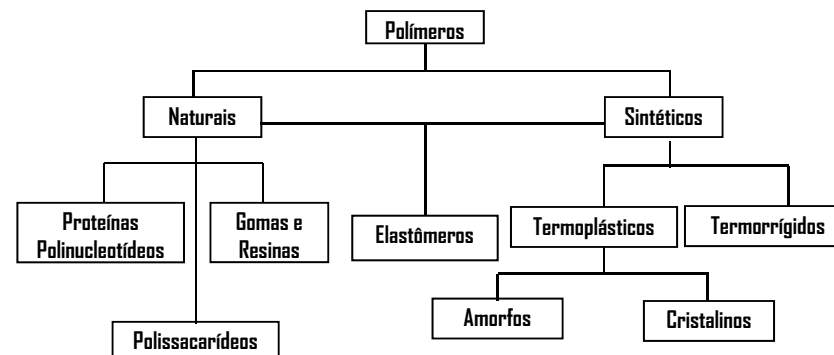 Polímeros
Naturais
Sintéticos
Proteínas
Polinucleotídeos
Gomas e
Resinas
Elastômeros
Termoplásticos
Termorrígidos
Amorfos
Cristalinos
Polissacarídeos